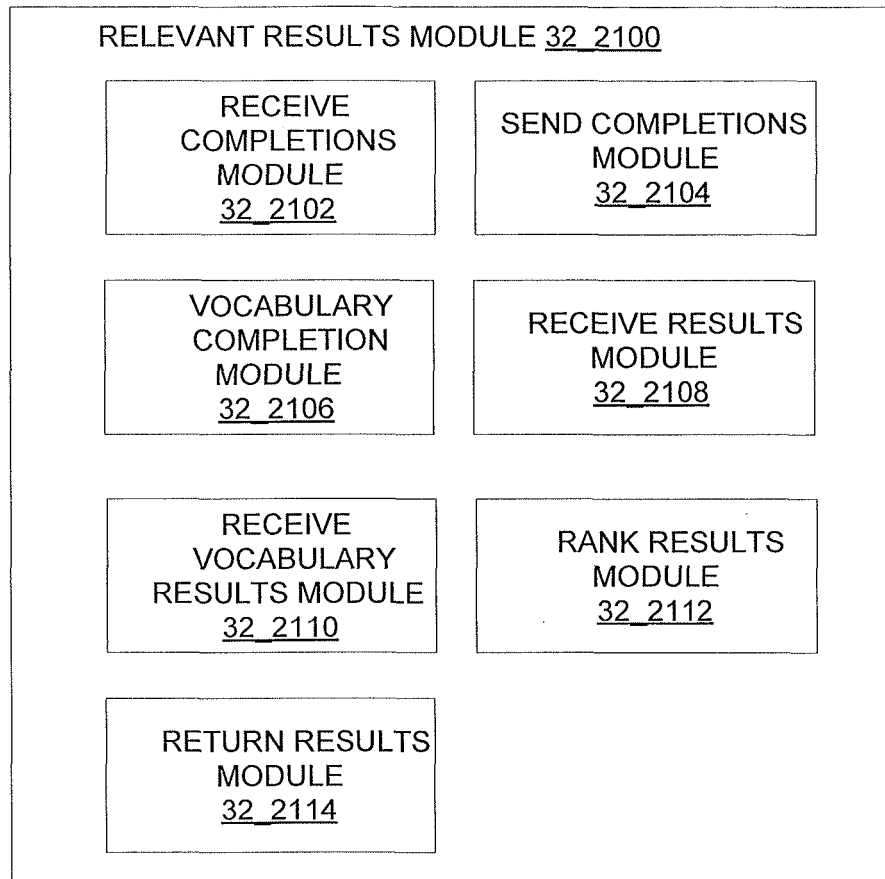 RELEVANT RESULTS MODULE 32_2100
RECEIVE
COMPLETIONS
MODULE
32_2102
SEND COMPLETIONS
MODULE
32_2104
VOCABULARY
COMPLETION
MODULE
32_2106
RECEIVE RESULTS
MODULE
32_2108
RECEIVE
VOCABULARY
RESULTS MODULE
32_2110
RANK RESULTS
MODULE
32_2112
RETURN RESULTS
MODULE
32_2114